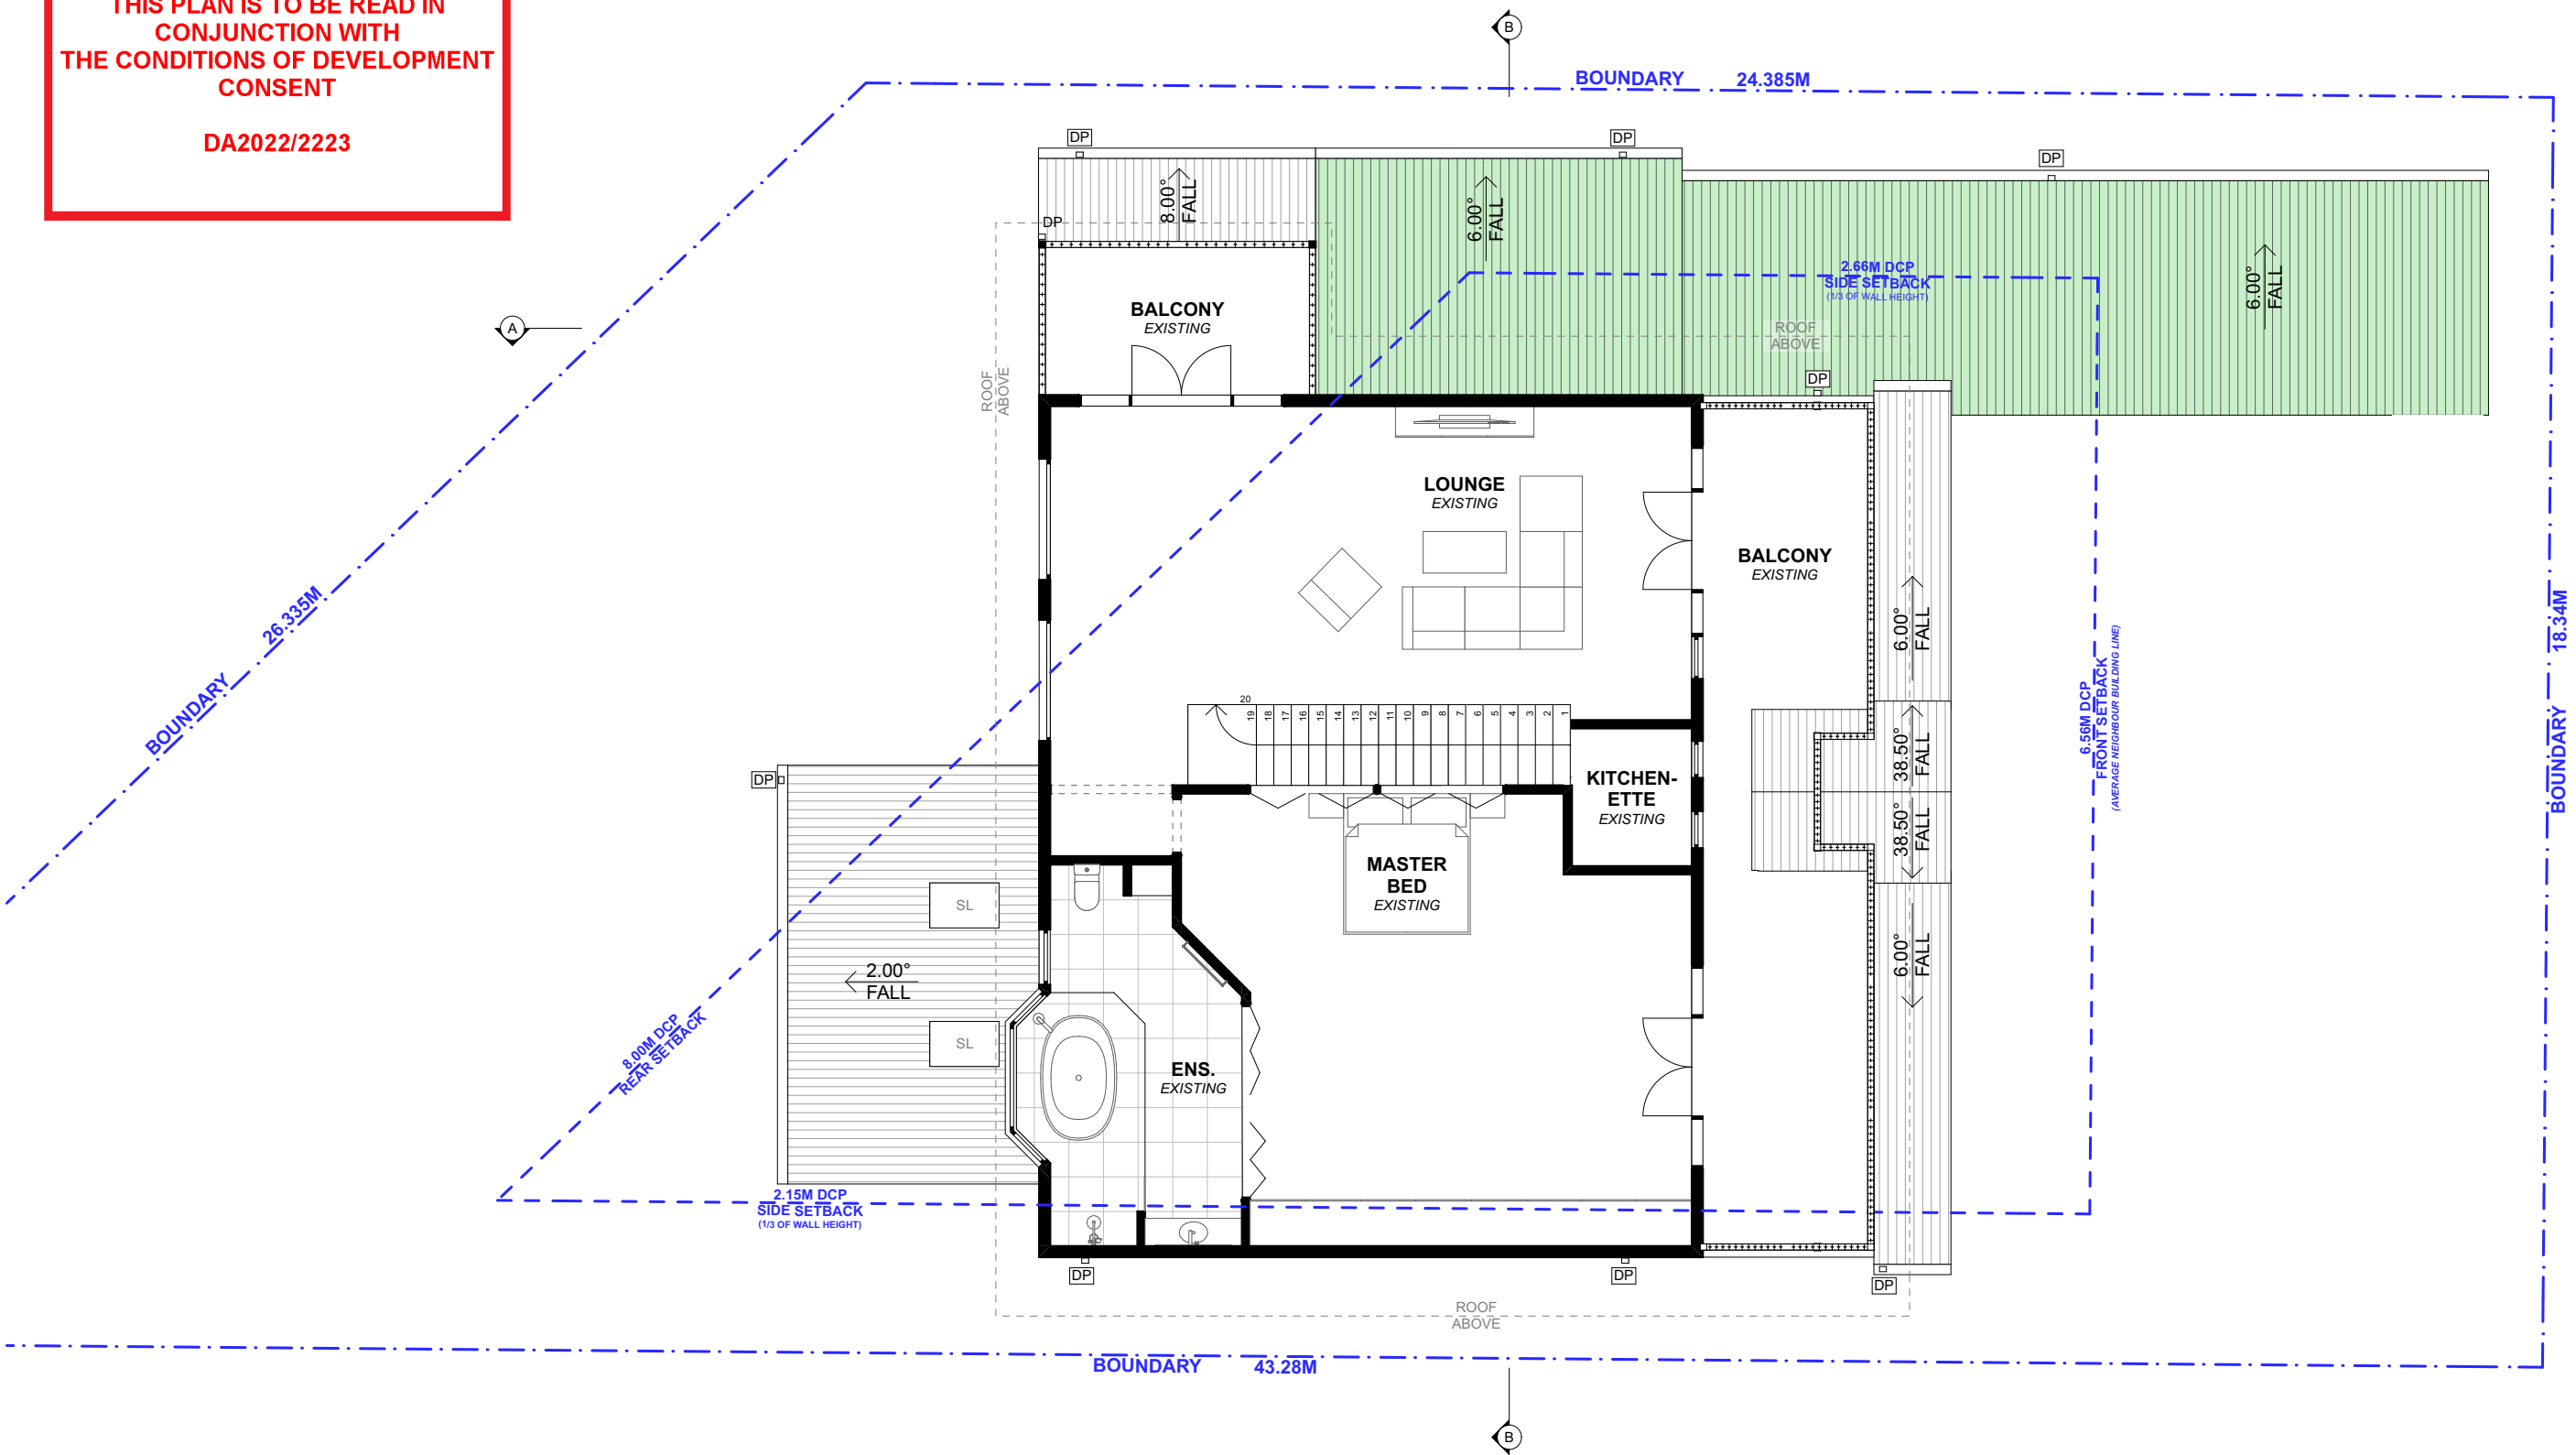 THIS PLAN IS TO BE READ IN
CONJUNCTION WITH
THE CONDITIONS OF DEVELOPMENT
CONSENT
DA2022/2223
B
BOUNDARY 24.385M
DP
DP
DP
8.00°
FALL
6.00°
FALL
DP
2.66M DCP
SIDE SETBACK
(1/3 OF WALL HEIGHT)
6.00°
FALL
A
BALCONY
EXISTING
ROOF
ABOVE
ROOF
ABOVE
DP
LOUNGE
EXISTING
BALCONY
EXISTING
BOUNDARY 26.335M
6.00°
FALL
BOUNDARY 18.34M
6.56M DCP
FRONT SETBACK
(AVERAGE NEIGHBOUR BUILDING LINE)
20
19 18 17 16 15 14 13 12 11 10 9 8 7 6 5 4 3 2 1
38.50°
FALL
38.50°
FALL
DP
KITCHEN-
ETTE
EXISTING
MASTER
BED
EXISTING
SL
2.00°
FALL
6.00°
FALL
SL
8.00M DCP
REAR SETBACK
ENS.
EXISTING
2.15M DCP
SIDE SETBACK
(1/3 OF WALL HEIGHT)
DP
DP
DP
ROOF
ABOVE
BOUNDARY 43.28M
B